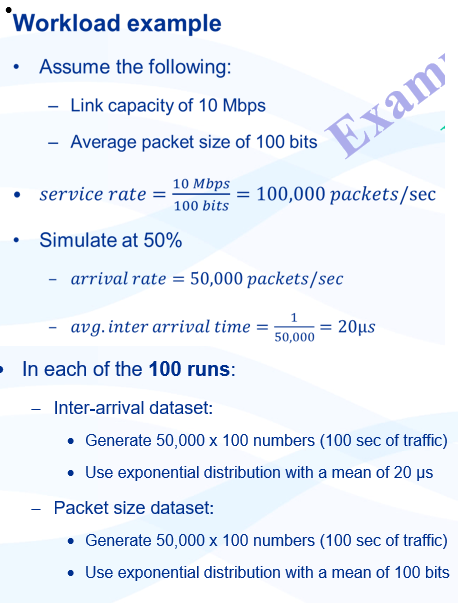 •Workload example
• Assume the following:
– Link capacity of 10 Mbps
– Average packet size of 100 bits
Exam
• service rate = 10 Mbps / 100 bits = 100,000 packets/sec
• Simulate at 50%
– arrival rate = 50,000 packets/sec
– avg. inter arrival time = 1 / 50,000 = 20μs
• In each of the 100 runs:
– Inter-arrival dataset:
• Generate 50,000 x 100 numbers (100 sec of traffic)
• Use exponential distribution with a mean of 20 μs
– Packet size dataset:
• Generate 50,000 x 100 numbers (100 sec of traffic)
• Use exponential distribution with a mean of 100 bits